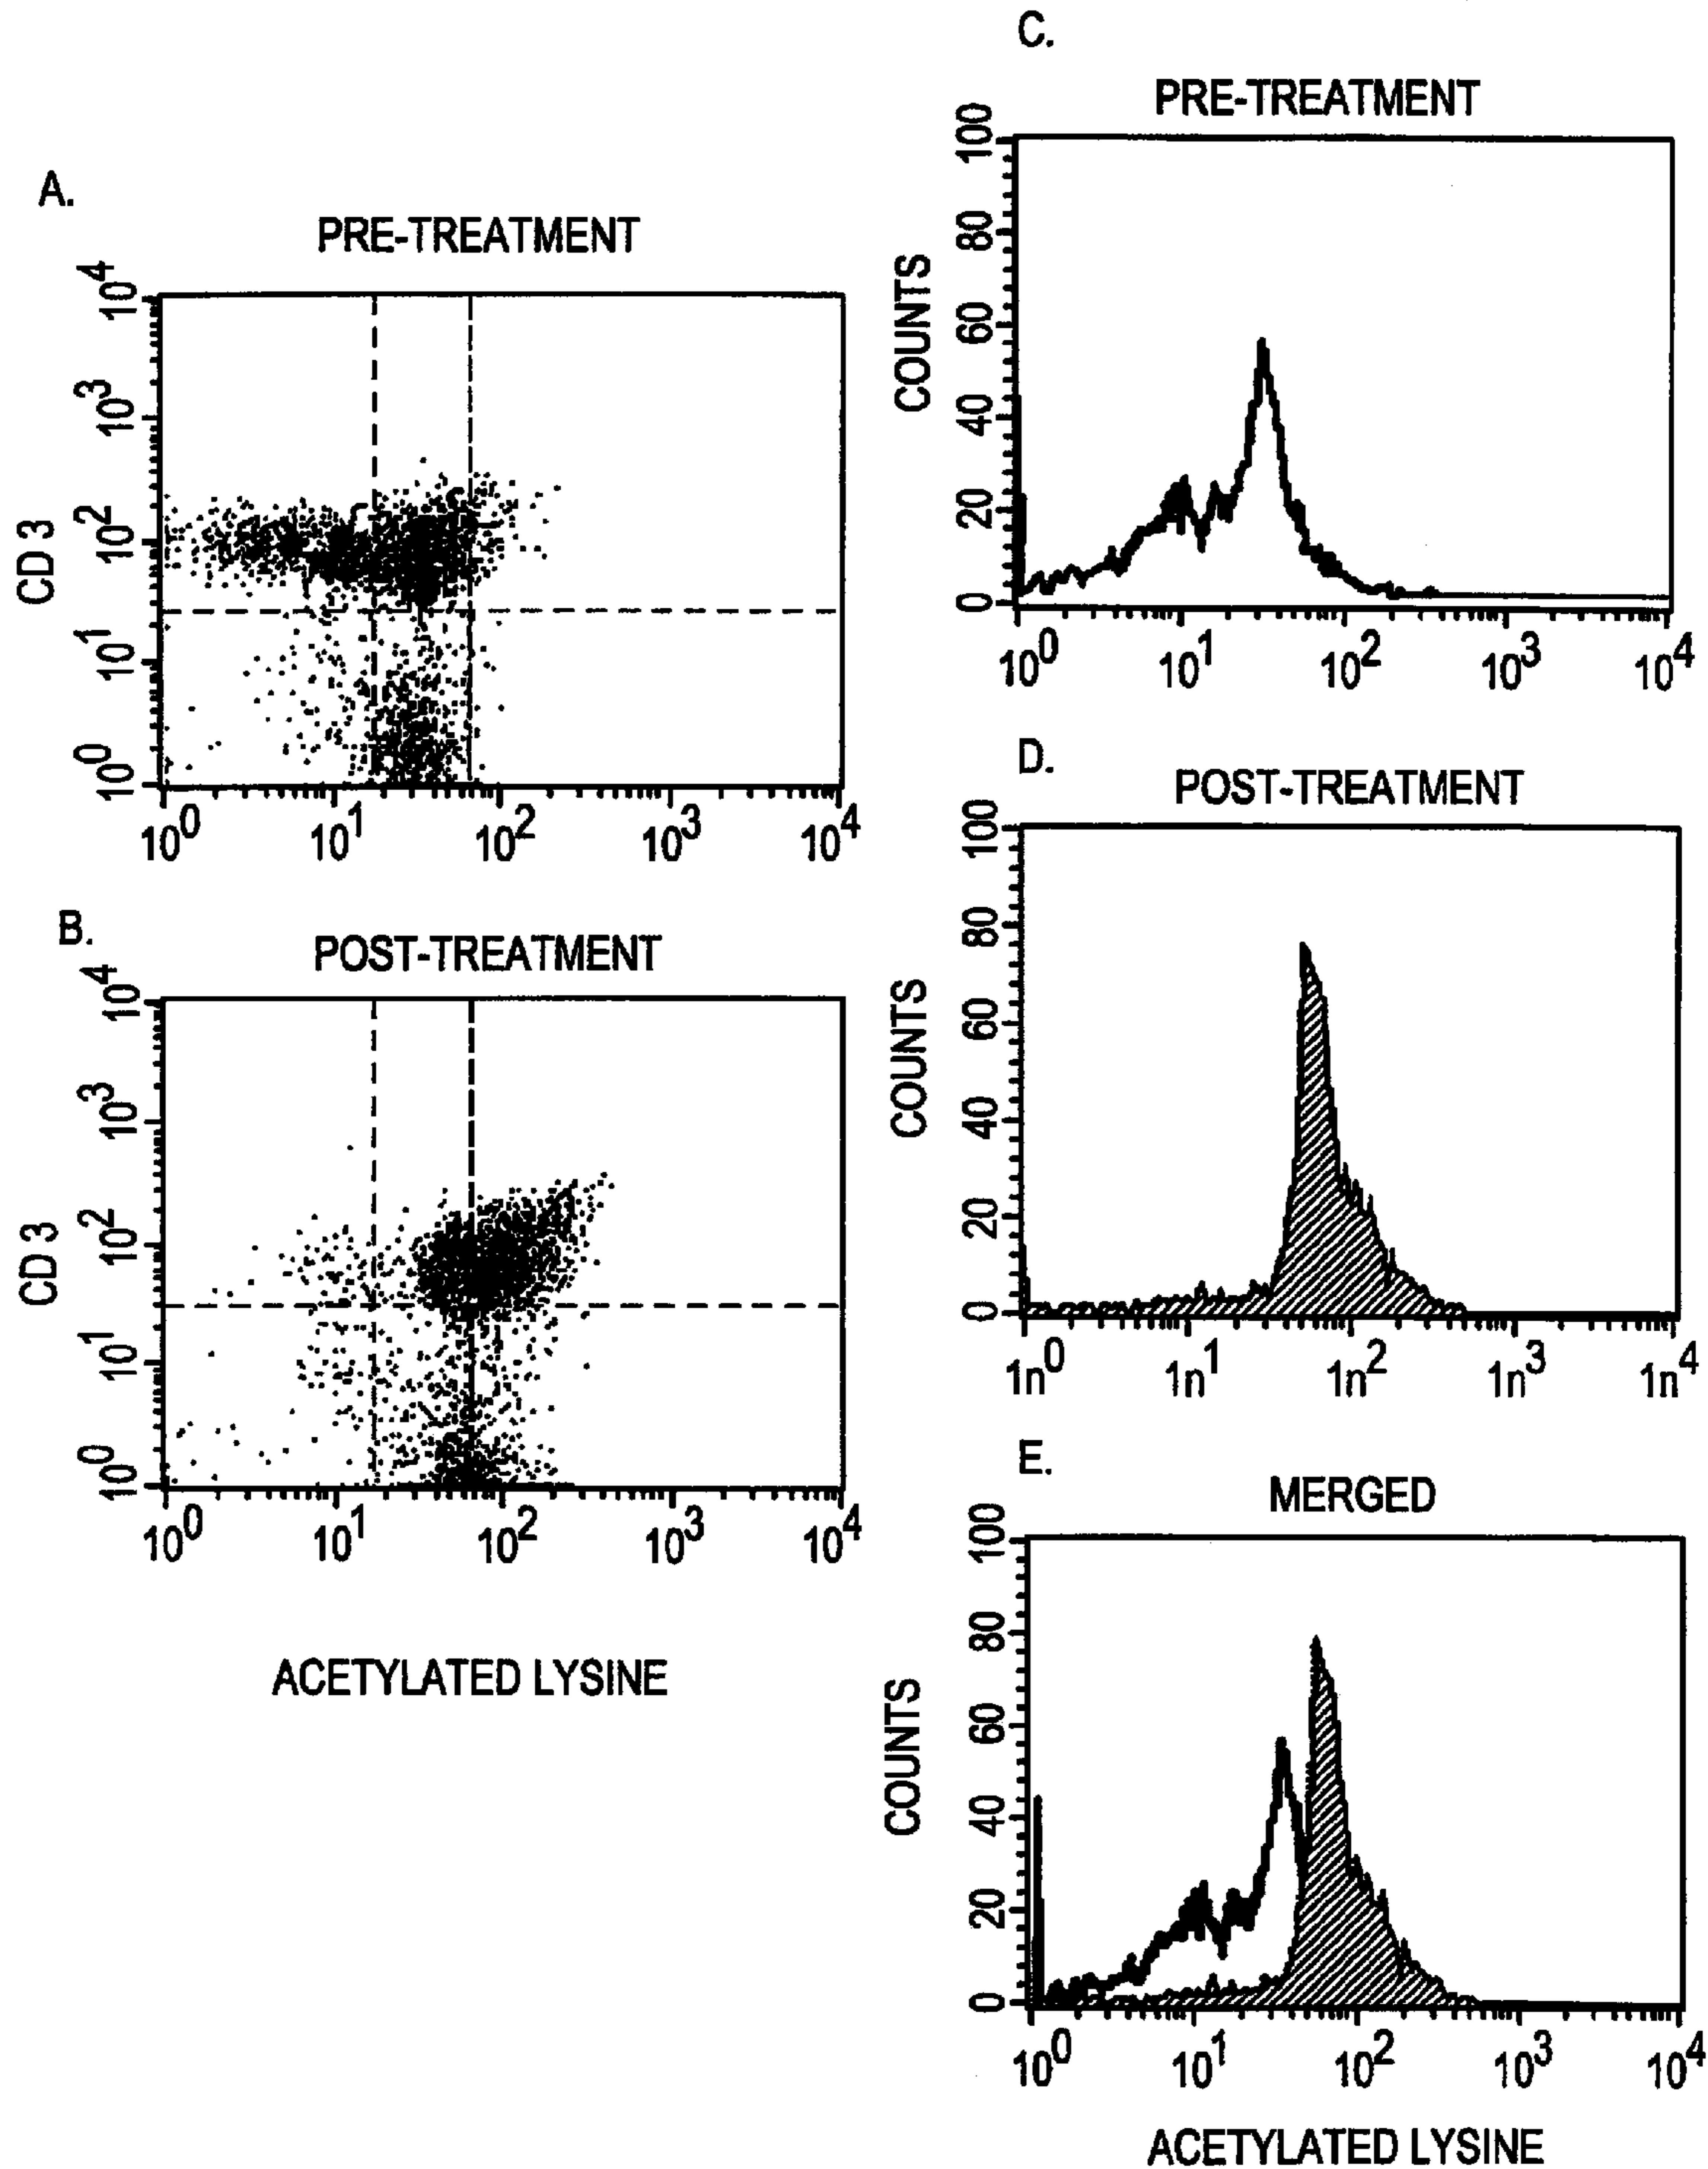 A.
PRE-TREATMENT
CD 3
10^4
10^3
10^2
10^1
10^0
10^0 10^1 10^2 10^3 10^4
B.
POST-TREATMENT
CD 3
10^4
10^3
10^2
10^1
10^0
10^0 10^1 10^2 10^3 10^4
ACETYLATED LYSINE
C.
PRE-TREATMENT
COUNTS
100
80
60
40
20
0
10^0 10^1 10^2 10^3 10^4
D.
POST-TREATMENT
COUNTS
100
80
60
40
20
0
1n^0 1n^1 1n^2 1n^3 1n^4
E.
MERGED
COUNTS
100
80
60
40
20
0
10^0 10^1 10^2 10^3 10^4
ACETYLATED LYSINE